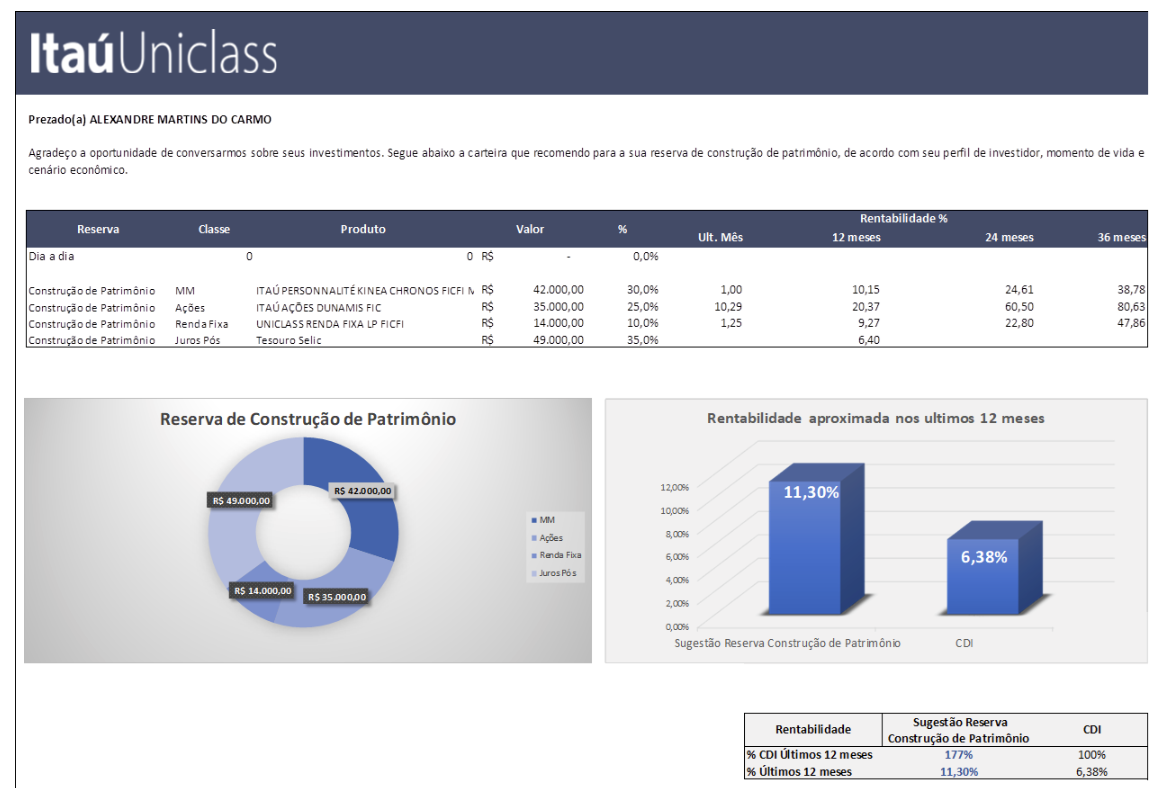 ItaúUniclass
Prezado(a) ALEXANDRE MARTINS DO CARMO
Agradeço a oportunidade de conversarmos sobre seus investimentos. Segue abaixo a carteira que recomendo para a sua reserva de construção de patrimônio, de acordo com seu perfil de investidor, momento de vida e
cenário econômico.
Reserva Classe Produto Valor % Rentabilidade %
Ult. Mês 12 meses 24 meses 36 meses
Dia a dia 0 0 R$ - 0,0%
Construção de Patrimônio MM ITAÚ PERSONNALITÉ KINEA CHRONOS FICFI M R$ 42.000,00 30,0% 1,00 10,15 24,61 38,78
Construção de Patrimônio Ações ITAÚ AÇÕES DUNAMIS FIC R$ 35.000,00 25,0% 10,29 20,37 60,50 80,63
Construção de Patrimônio Renda Fixa UNICLASS RENDA FIXA LP FICFI R$ 14.000,00 10,0% 1,25 9,27 22,80 47,86
Construção de Patrimônio Juros Pós Tesouro Selic R$ 49.000,00 35,0% 6,40
Reserva de Construção de Patrimônio
R$ 42.000,00
R$ 49.000,00
R$ 14.000,00
R$ 35.000,00
MM
Ações
Renda Fixa
Juros Pós
Rentabilidade aproximada nos ultimos 12 meses
12,00%
10,00%
8,00%
6,00%
4,00%
2,00%
0,00%
11,30%
6,38%
Sugestão Reserva Construção de Patrimônio CDI
Rentabilidade Sugestão Reserva
Construção de Patrimônio CDI
% CDI Últimos 12 meses 177% 100%
% Últimos 12 meses 11,30% 6,38%